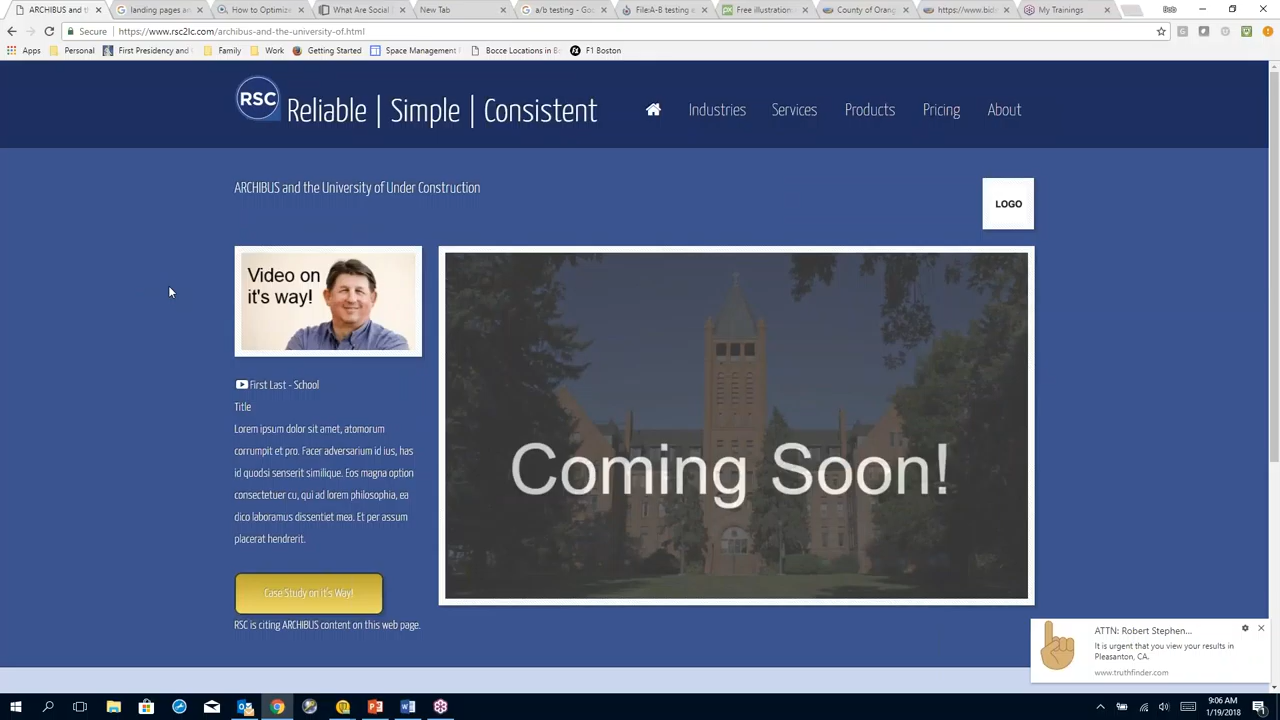 ARCHIBUS and th
landing pages an
How to Optimize
What Are Social
New Tab
a/b testing - Goo
File:A-B testing e
Free illustration
County of Orang
https://www.bids
My Trainings
Bob
Secure | https://www.rsc2lc.com/archibus-and-the-university-of.html
Apps
Personal
First Presidency and
Family
Work
Getting Started
Space Management
Bocce Locations in B
F1 Boston
RSC Reliable | Simple | Consistent
Industries
Services
Products
Pricing
About
ARCHIBUS and the University of Under Construction
LOGO
Video on
it's way!
Coming Soon!
First Last - School
Title
Lorem ipsum dolor sit amet, atomorum
corrumpit et pro. Facer adversarium id ius, has
id quodsi senserit similique. Eos magna option
consectetuer cu, qui ad lorem philosophia, ea
dico laboramus dissentiet mea. Et per assum
placerat hendrerit.
Case Study on it's Way!
RSC is citing ARCHIBUS content on this web page.
ATTN: Robert Stephen...
It is urgent that you view your results in
Pleasanton, CA.
www.truthfinder.com
9:06 AM
1/19/2018